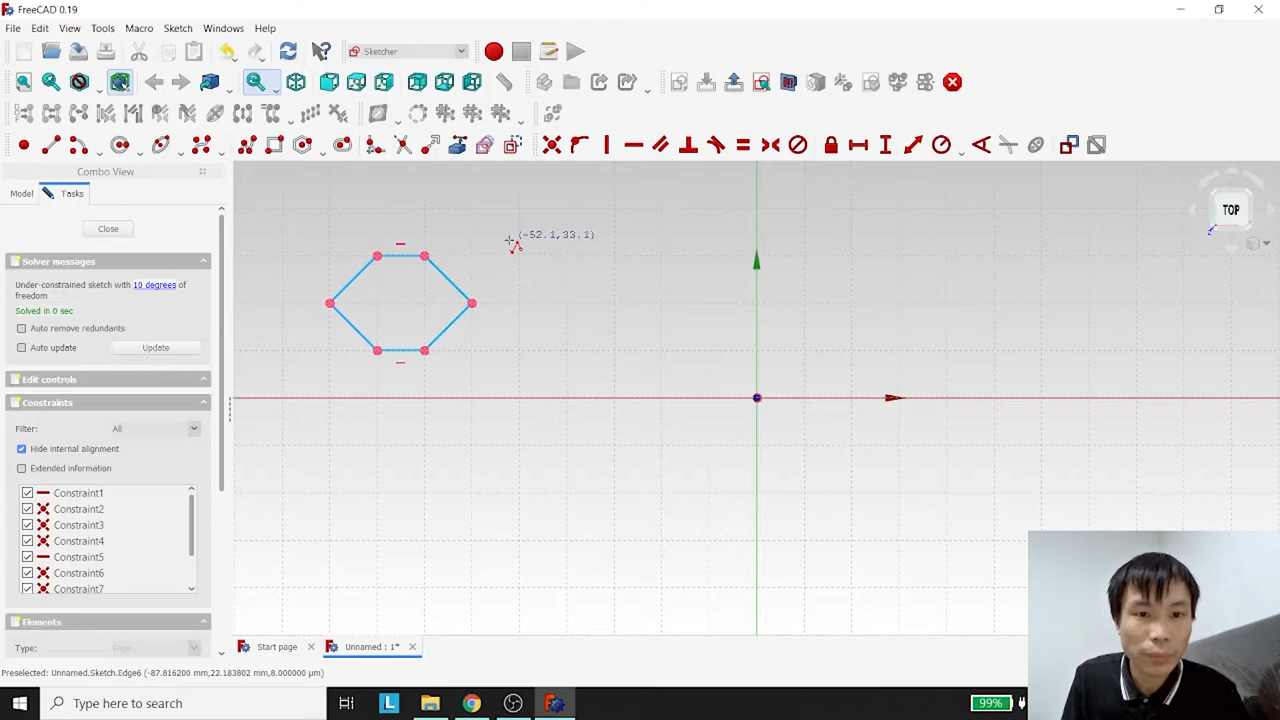 FreeCAD 0.19
File Edit View Tools Macro Sketch Windows Help
Sketcher
Combo View
Model Tasks
Close
Solver messages
Under-constrained sketch with 10 degrees of
freedom
Solved in 0 sec
Auto remove redundants
Auto update Update
Edit controls
Constraints
Filter: All
Hide internal alignment
Extended information
Constraint1
Constraint2
Constraint3
Constraint4
Constraint5
Constraint6
Constraint7
Elements
Type: Edge
(-52.1,33.1)
TOP
Start page
Unnamed : 1*
Preselected: Unnamed.Sketch.Edge6 (-87.816200 mm,22.183802 mm,8.000000 µm)
Type here to search
L
99%